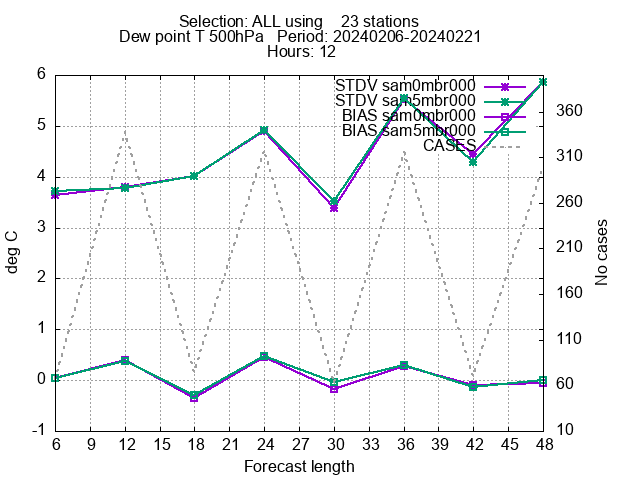 Selection: ALL using    23 stations
Dew point T 500hPa   Period: 20240206-20240221
Hours: 12
STDV sam0mbr000
STDV sam5mbr000
BIAS sam0mbr000
BIAS sam5mbr000
CASES
6
5
4
3
2
1
0
-1
deg C
360
310
260
210
160
110
60
10
No cases
6 9 12 15 18 21 24 27 30 33 36 39 42 45 48
Forecast length